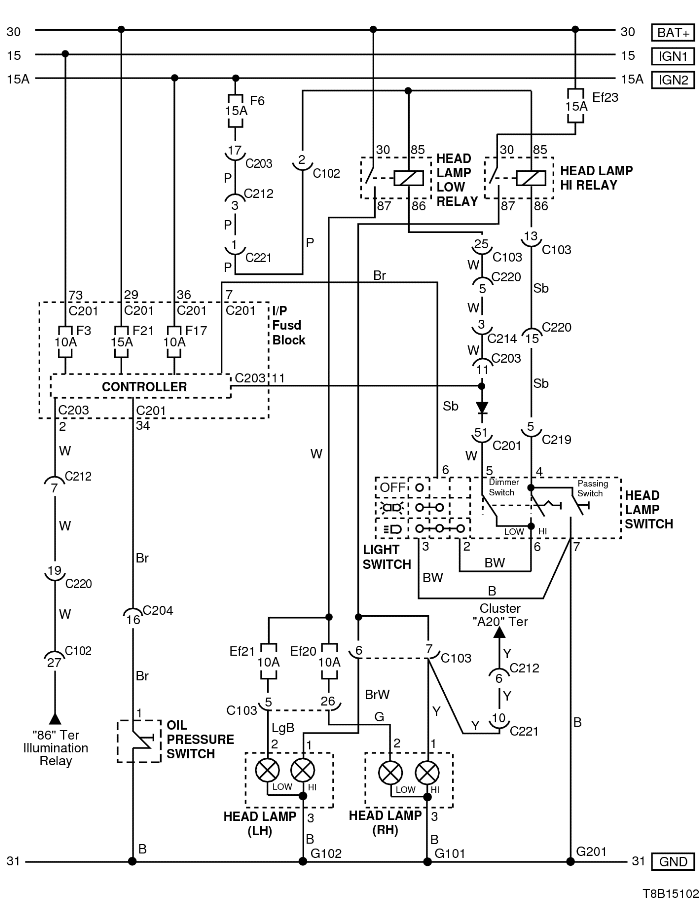 30
30 BAT+
15
15 IGN1
15A
15A IGN2
F6
15A
Ef23
15A
17
C203
P
C212
3
P
1
C221
P
2
C102
P
30 85
HEAD
LAMP
LOW
RELAY
87 86
30 85
HEAD LAMP
HI RELAY
87 86
25
C103
W
C220
5
W
3
C214
W
C203
11
13
C103
Sb
C220
15
Sb
5
C219
Br
73 29 36 7
C201 C201 C201 C201
I/P
Fusd
Block
F3
10A
F21
15A
F17
10A
CONTROLLER
C203 11
C203 C201
2 34
Sb
51
C201
W
W
W
C212
7
W
19
C220
W
C102
27
"86" Ter
Illumination
Relay
Br
C204
16
Br
1
OIL
PRESSURE
SWITCH
B
6 5 4
OFF
Dimmer
Switch
Passing
Switch
LOW HI
HEAD
LAMP
SWITCH
LIGHT
SWITCH
3 2 6 7
BW
BW
B
Cluster
"A20" Ter
Y
C212
6
Y
10
C221
Y
Ef21
10A
Ef20
10A
6 7
C103
C103
5 26
BrW
LgB
G
Y
2 1
LOW HI
HEAD LAMP
(LH)
3
B
G102
2 1
LOW HI
HEAD LAMP
(RH)
3
B
G101
B
G201
31
31 GND
T8B15102